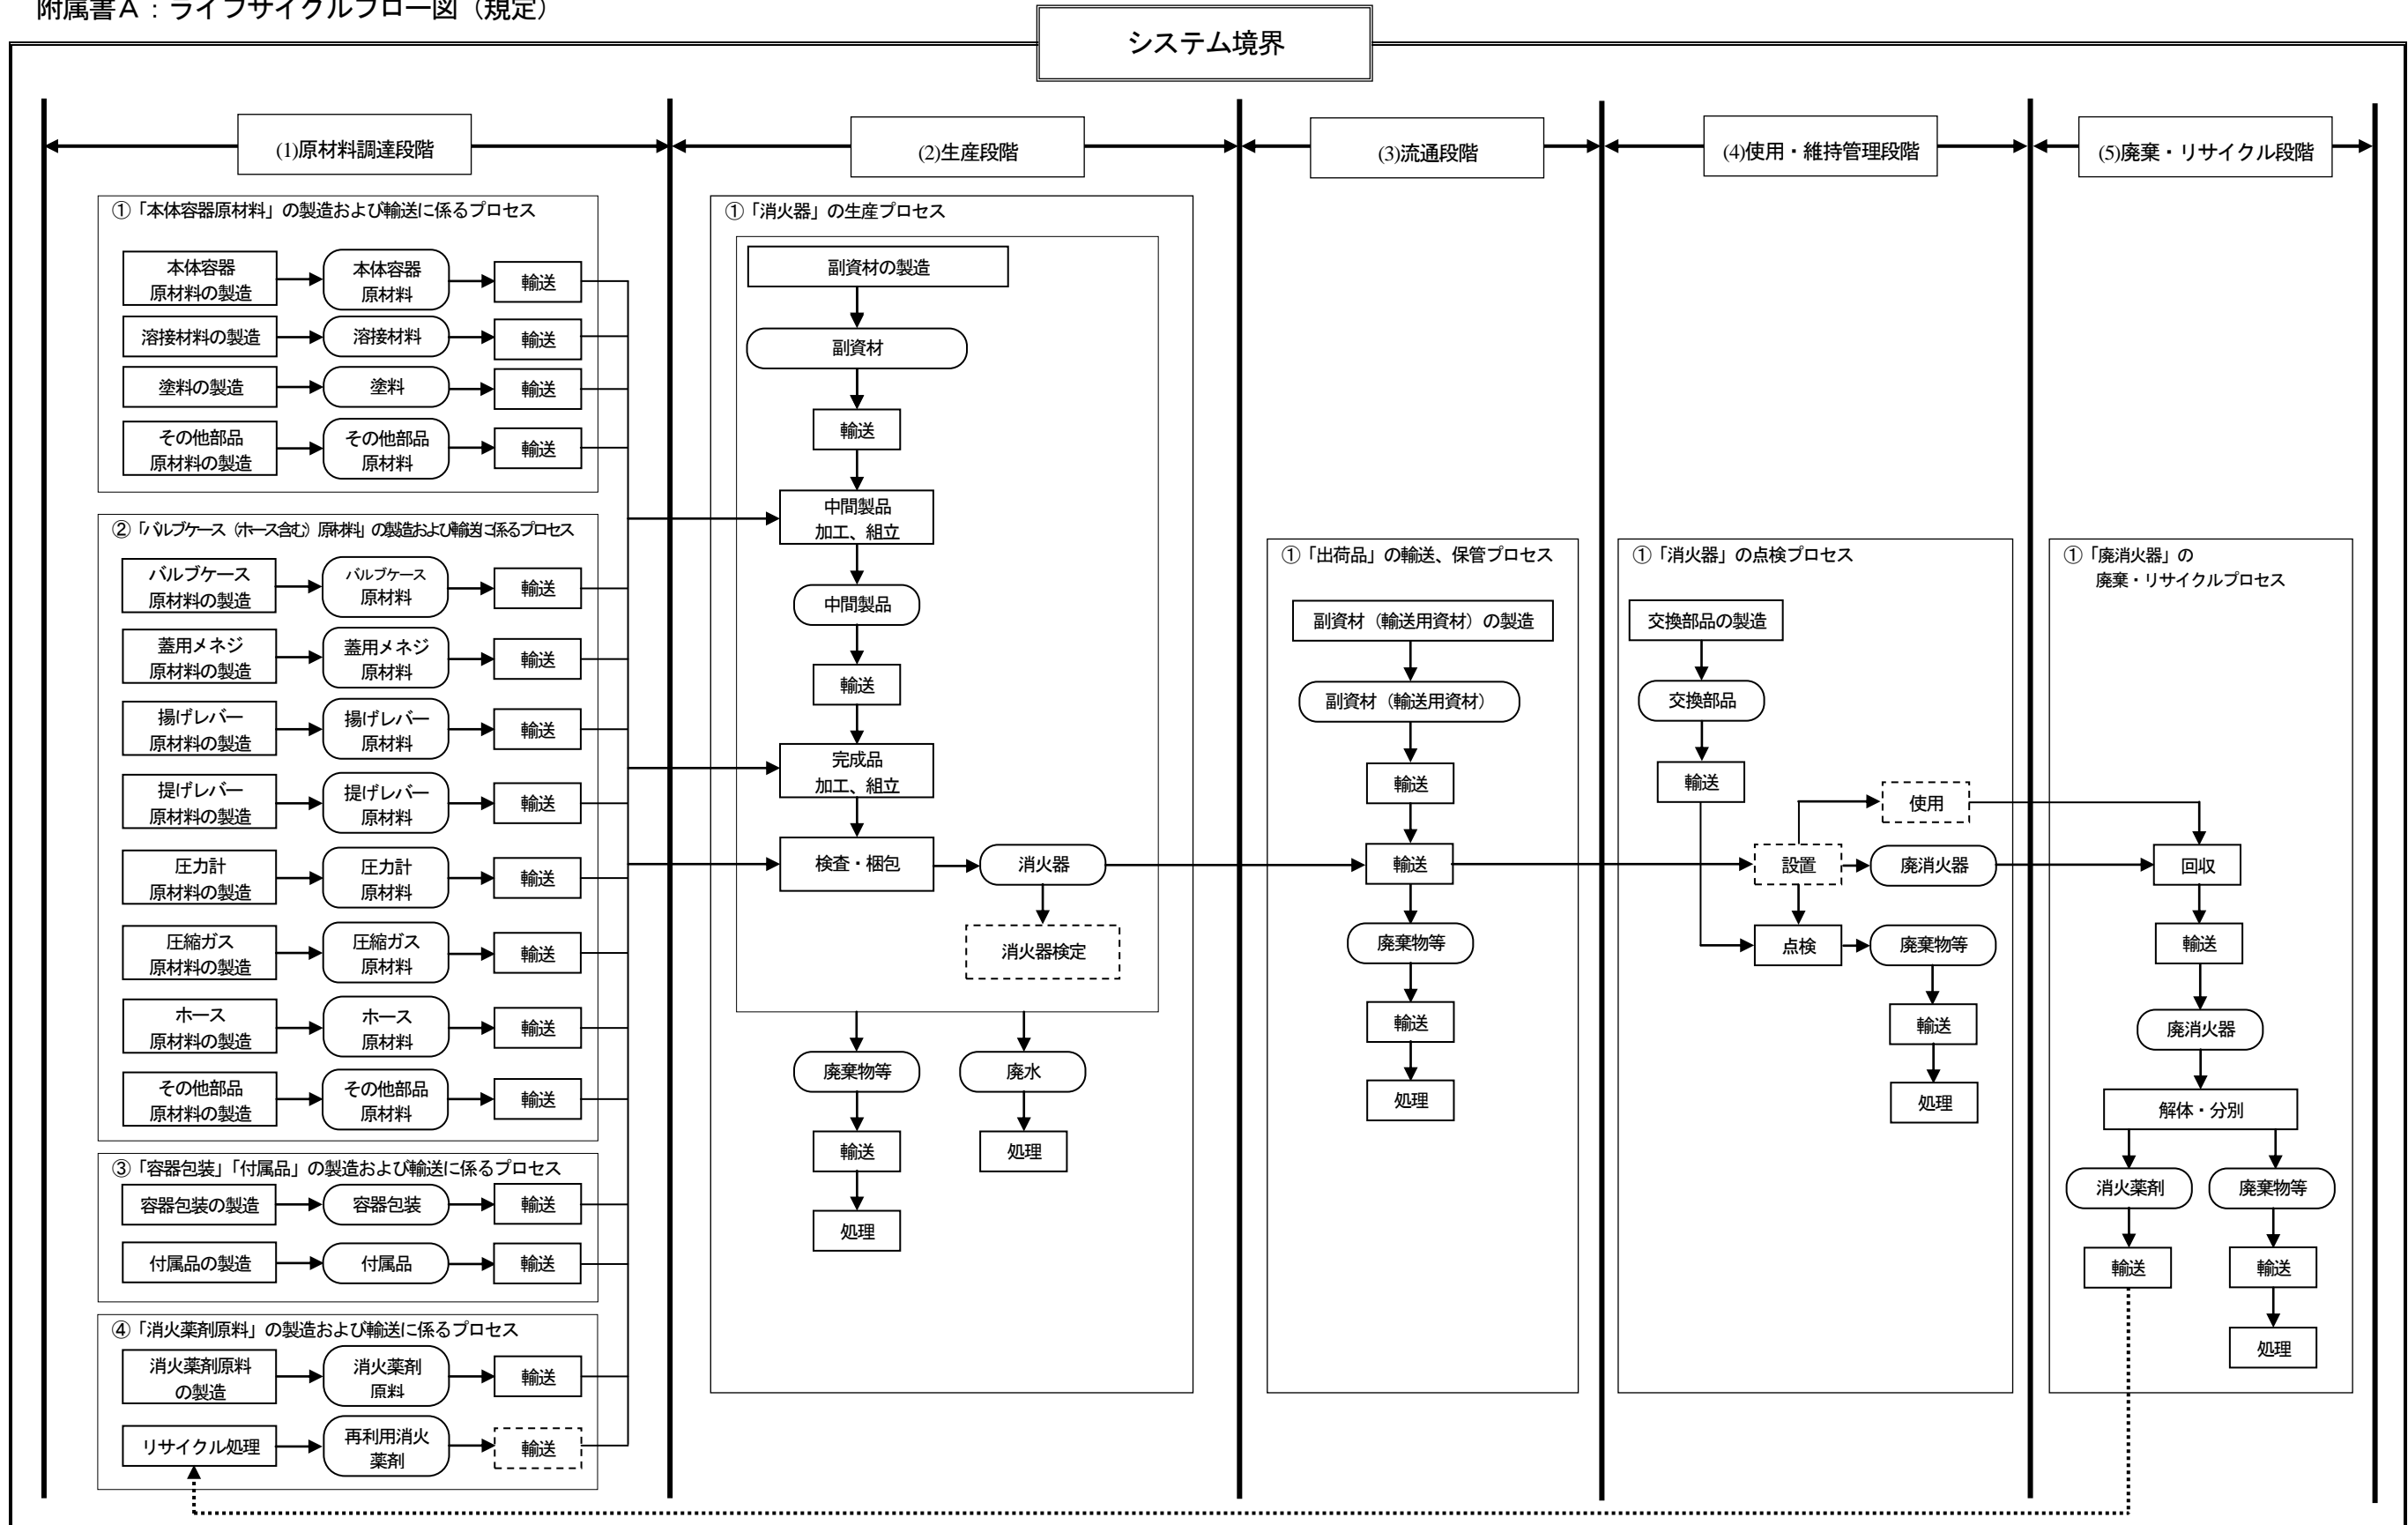 附属書A：ライフサイクルフロー図（規定）
システム境界
(1)原材料調達段階
(2)生産段階
(3)流通段階
(4)使用・維持管理段階
(5)廃棄・リサイクル段階
①「本体容器原材料」の製造および輸送に係るプロセス
本体容器
原材料の製造
本体容器
原材料
輸送
溶接材料の製造
溶接材料
輸送
塗料の製造
塗料
輸送
その他部品
原材料の製造
その他部品
原材料
輸送
②「バルブケース（ホース含む）原材料」の製造および輸送に係るプロセス
バルブケース
原材料の製造
バルブケース
原材料
輸送
蓋用メネジ
原材料の製造
蓋用メネジ
原材料
輸送
揚げレバー
原材料の製造
揚げレバー
原材料
輸送
提げレバー
原材料の製造
提げレバー
原材料
輸送
圧力計
原材料の製造
圧力計
原材料
輸送
圧縮ガス
原材料の製造
圧縮ガス
原材料
輸送
ホース
原材料の製造
ホース
原材料
輸送
その他部品
原材料の製造
その他部品
原材料
輸送
③「容器包装」「付属品」の製造および輸送に係るプロセス
容器包装の製造
容器包装
輸送
付属品の製造
付属品
輸送
④「消火薬剤原料」の製造および輸送に係るプロセス
消火薬剤原料
の製造
消火薬剤
原料
輸送
リサイクル処理
再利用消火
薬剤
輸送
①「消火器」の生産プロセス
副資材の製造
副資材
輸送
中間製品
加工、組立
中間製品
輸送
完成品
加工、組立
検査・梱包
消火器
消火器検定
廃棄物等
廃水
輸送
処理
処理
①「出荷品」の輸送、保管プロセス
副資材（輸送用資材）の製造
副資材（輸送用資材）
輸送
輸送
廃棄物等
輸送
処理
①「消火器」の点検プロセス
交換部品の製造
交換部品
輸送
使用
設置
廃消火器
点検
廃棄物等
輸送
処理
①「廃消火器」の
廃棄・リサイクルプロセス
回収
輸送
廃消火器
解体・分別
消火薬剤
廃棄物等
輸送
輸送
処理